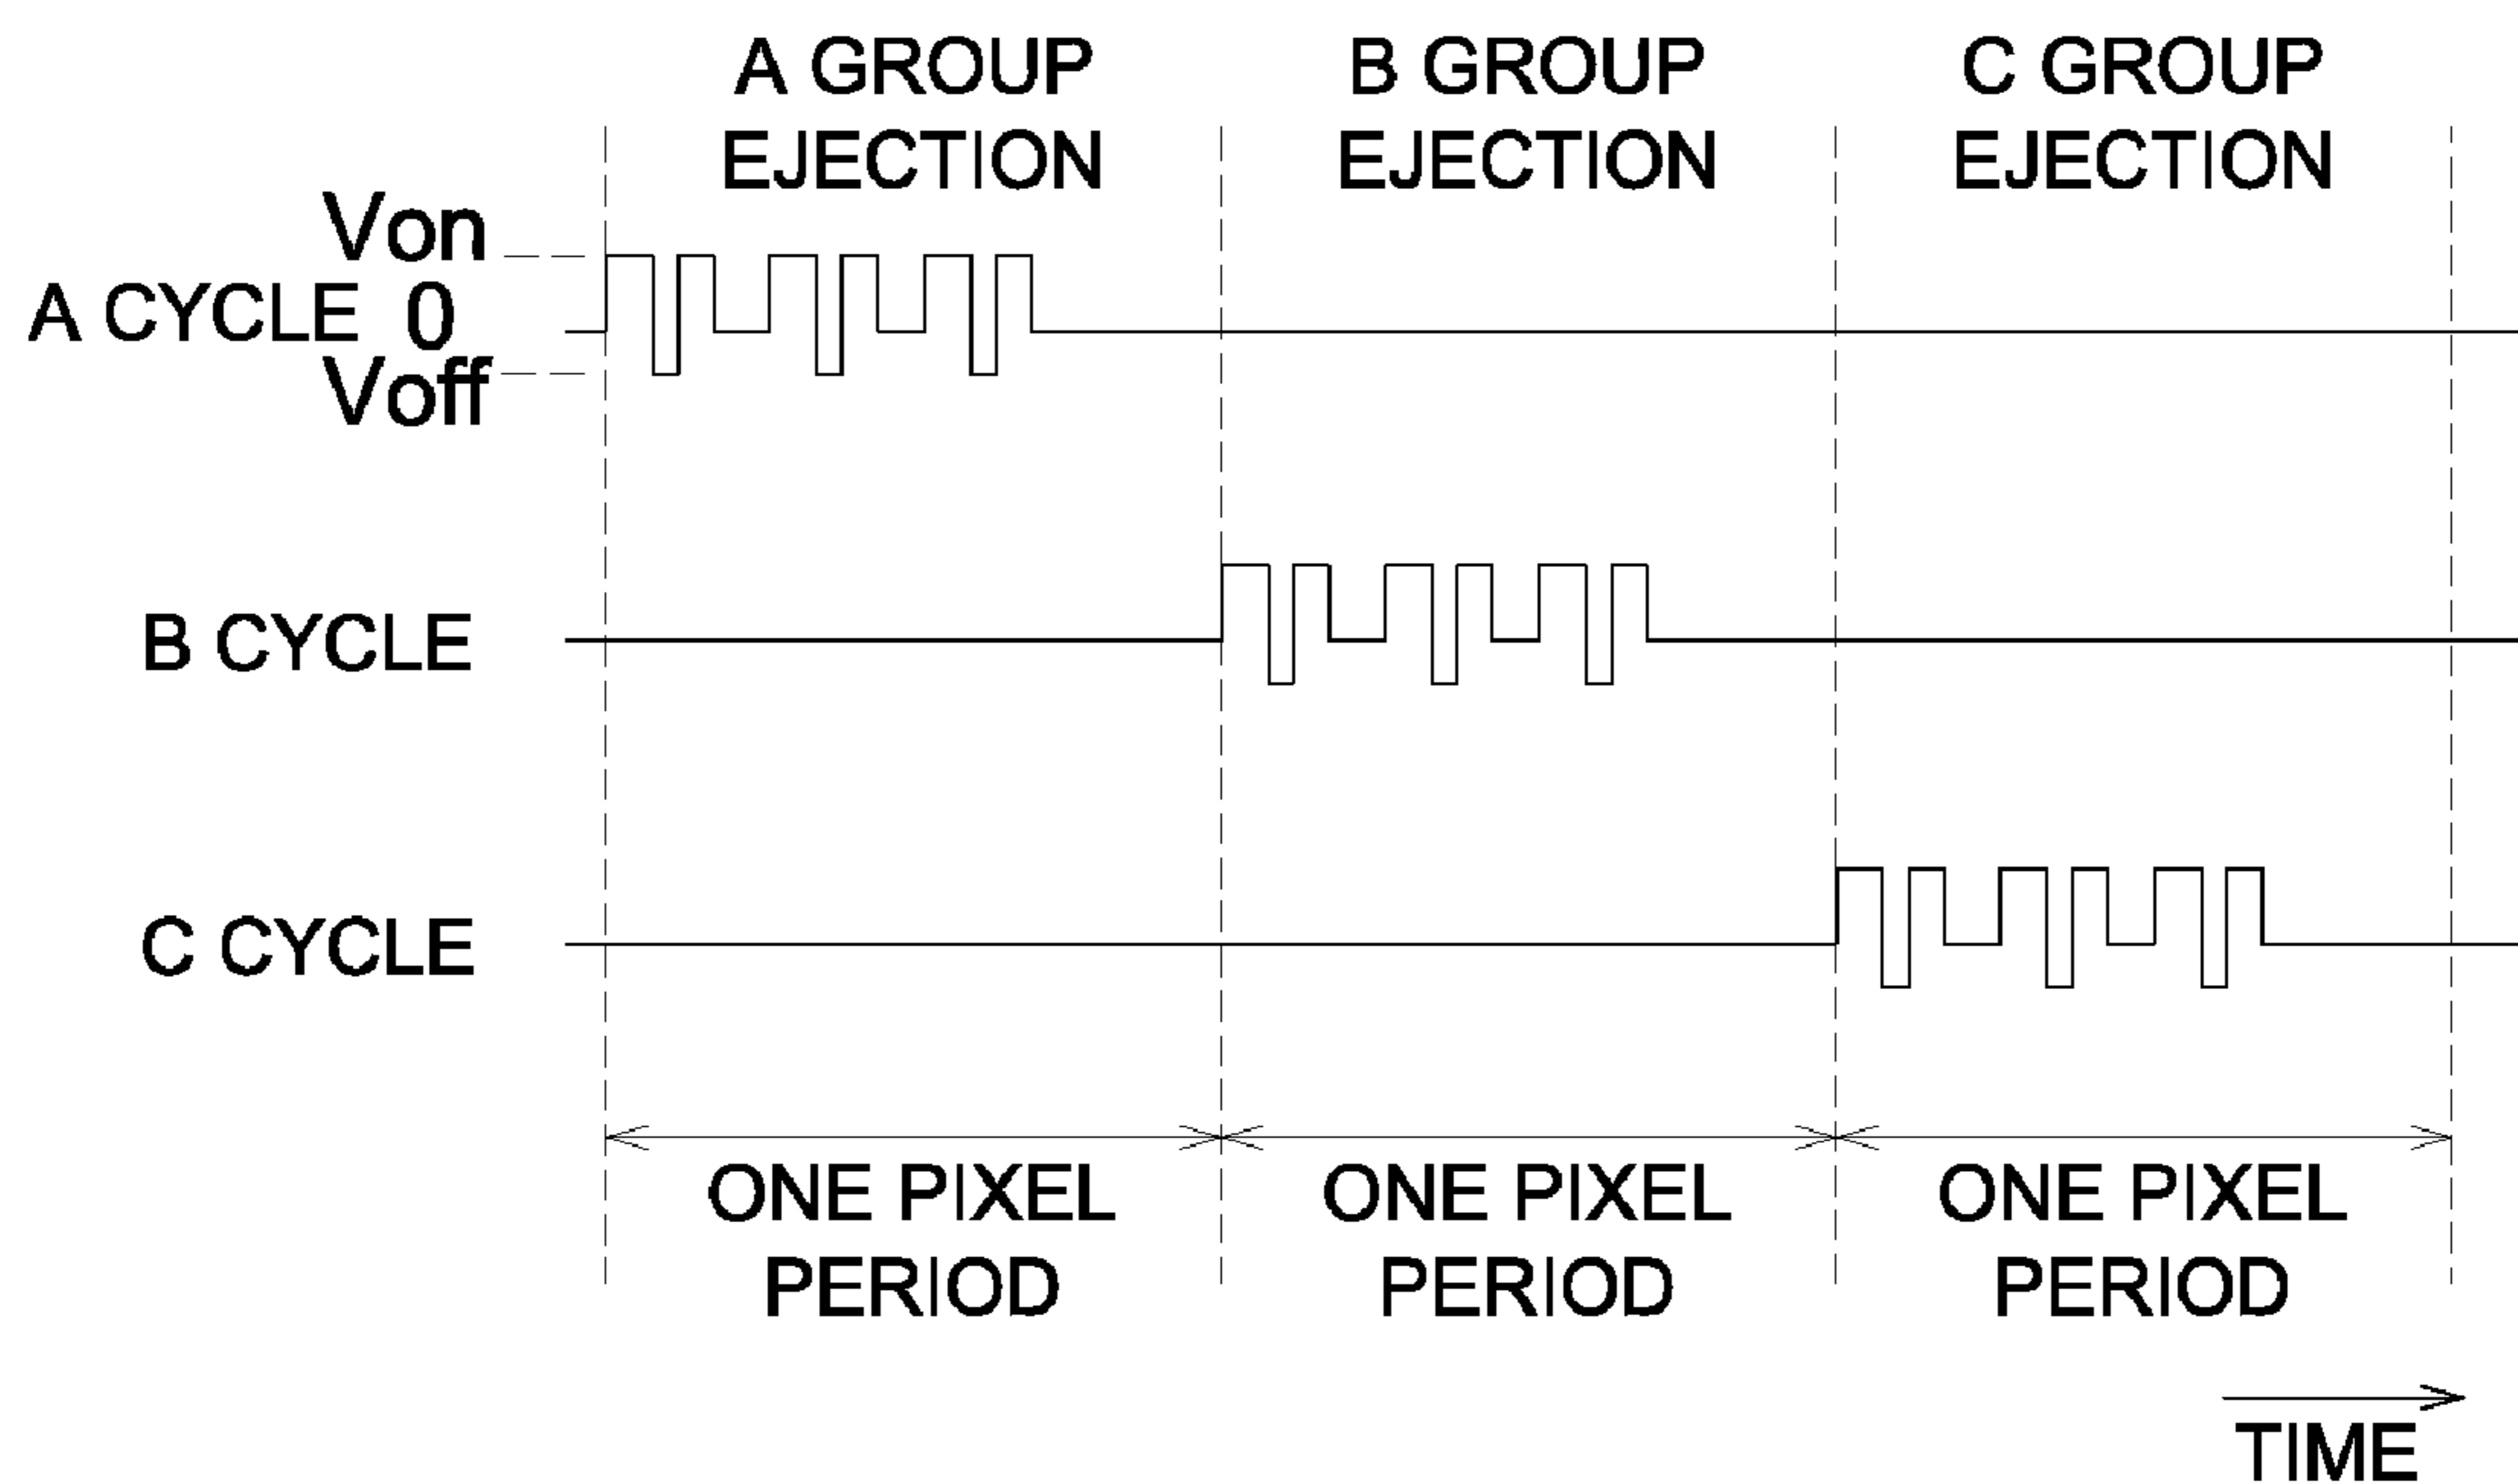 A GROUP
EJECTION
B GROUP
EJECTION
C GROUP
EJECTION
Von
A CYCLE 0
Voff
B CYCLE
C CYCLE
ONE PIXEL
PERIOD
ONE PIXEL
PERIOD
ONE PIXEL
PERIOD
TIME